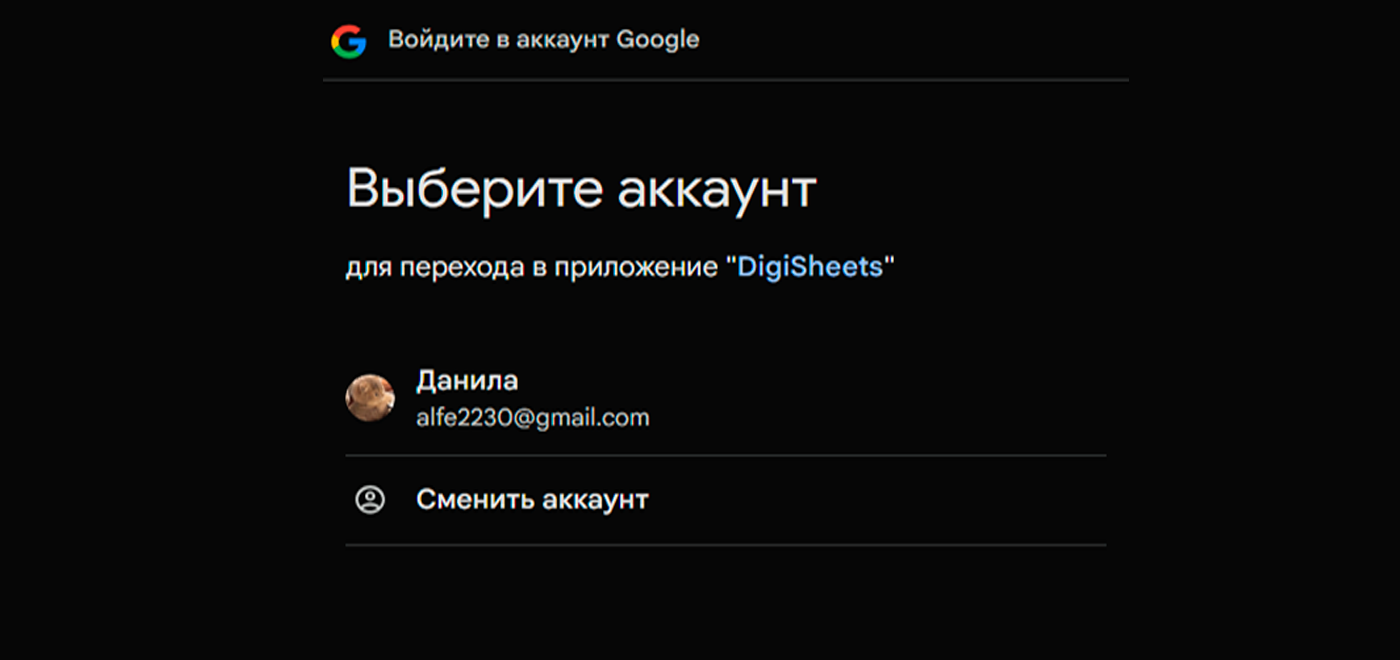 Войдите в аккаунт Google
Выберите аккаунт
для перехода в приложение "DigiSheets"
Данила
alfe2230@gmail.com
Сменить аккаунт